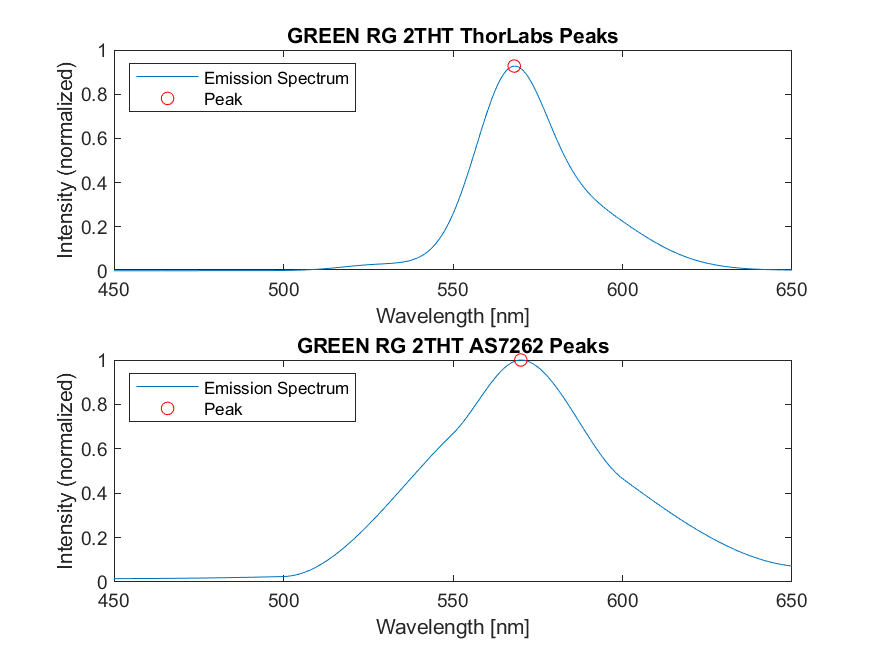 GREEN RG 2THT ThorLabs Peaks
1
0.8
0.6
0.4
0.2
0
Intensity (normalized)
Emission Spectrum
Peak
450 500 550 600 650
Wavelength [nm]
GREEN RG 2THT AS7262 Peaks
1
0.8
0.6
0.4
0.2
0
Intensity (normalized)
Emission Spectrum
Peak
450 500 550 600 650
Wavelength [nm]